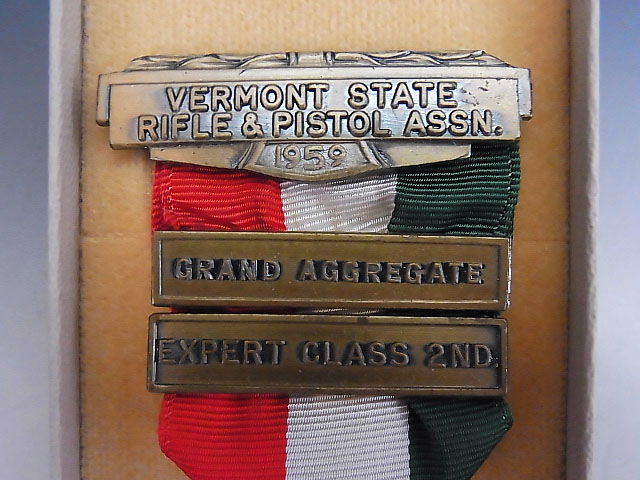 VERMONT STATE
RIFLE & PISTOL ASSN.
1959
GRAND AGGREGATE
EXPERT CLASS 2ND.